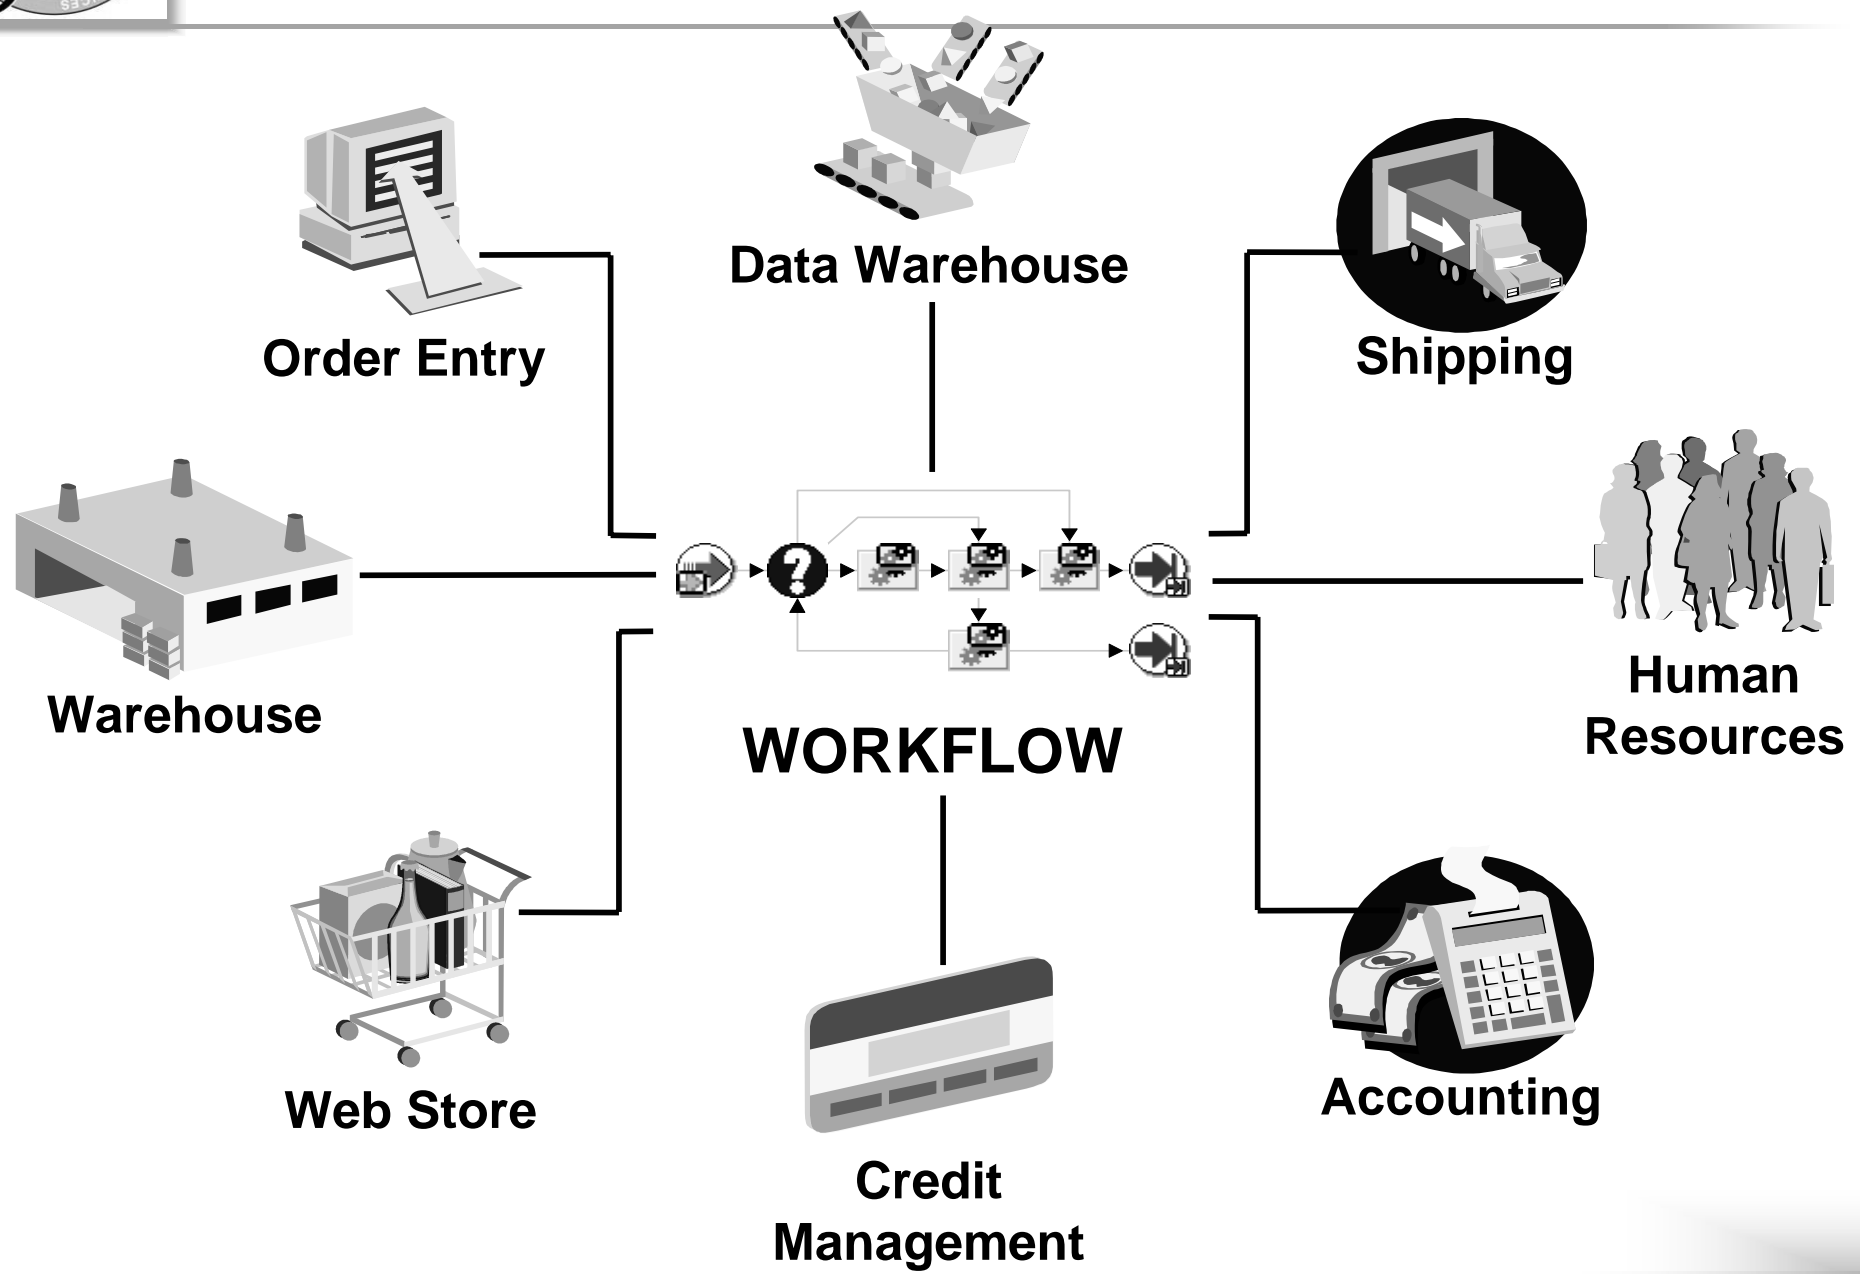 Data Warehouse
Order Entry
Shipping
Warehouse
Human
Resources
WORKFLOW
Web Store
Accounting
Credit
Management